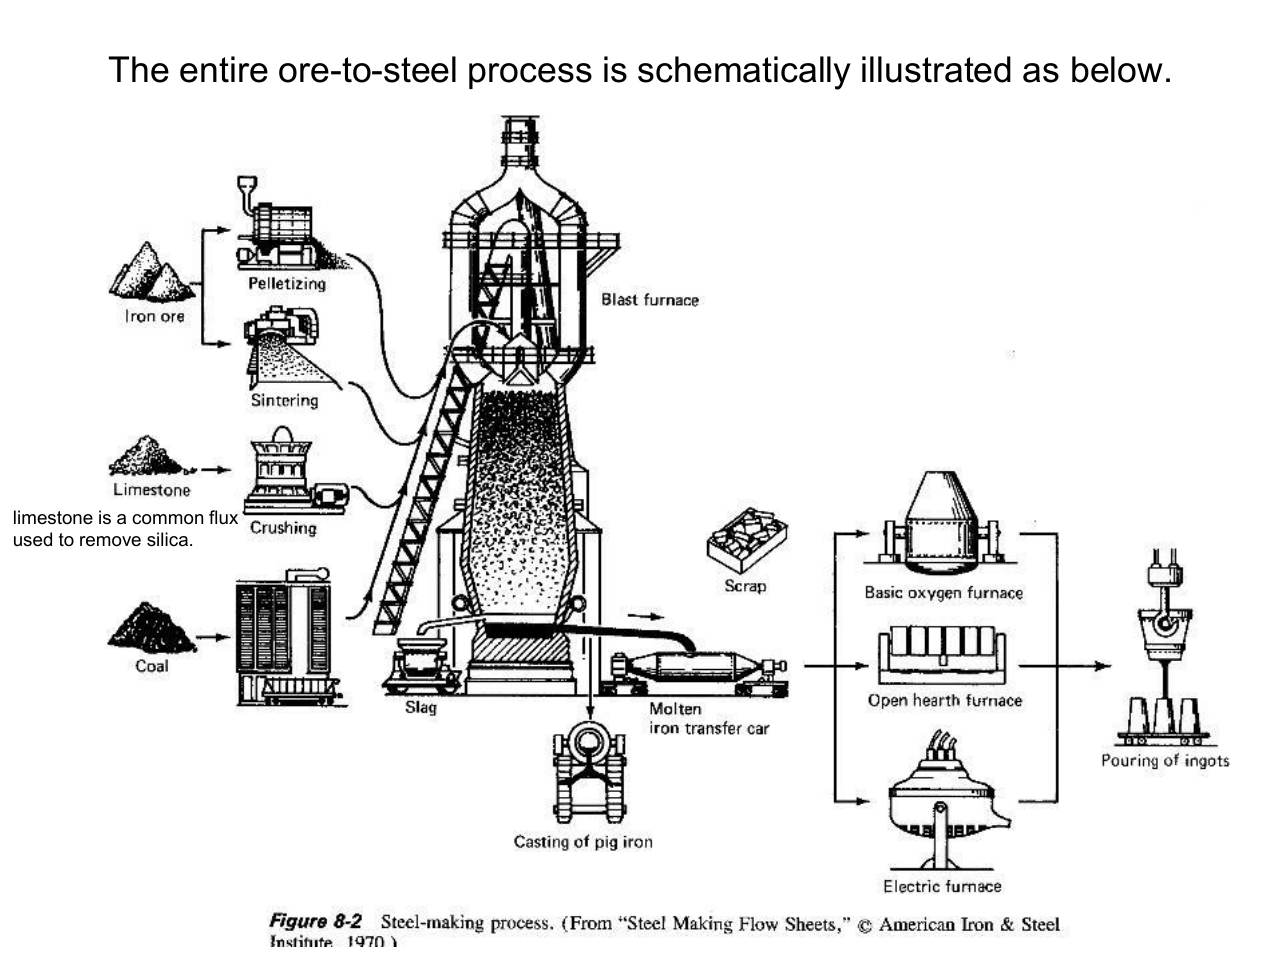 The entire ore-to-steel process is schematically illustrated as below.
Pelletizing
Iron ore
Blast furnace
Sintering
Limestone
limestone is a common flux
used to remove silica.
Crushing
Scrap
Basic oxygen furnace
Coal
Slag
Molten
iron transfer car
Open hearth furnace
Pouring of ingots
Casting of pig iron
Electric furnace
Figure 8-2 Steel-making process. (From “Steel Making Flow Sheets,” © American Iron & Steel
Institute, 1970.)